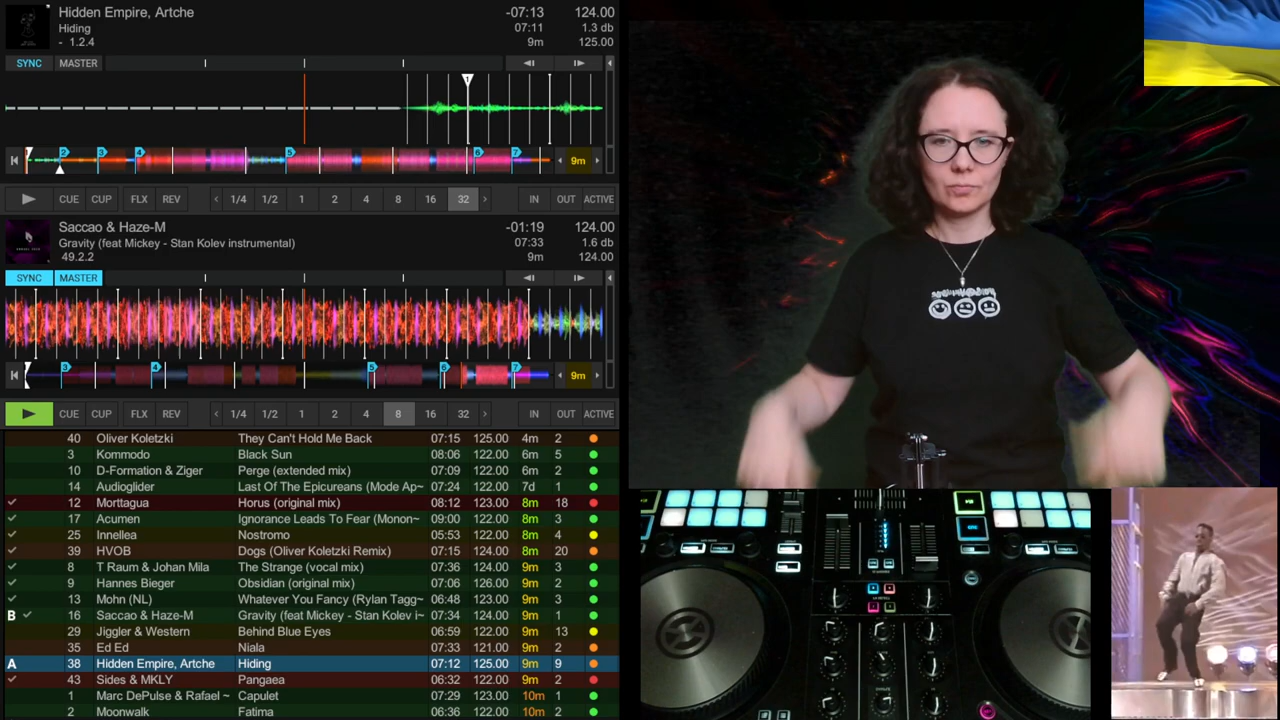 Hidden Empire, Artche -07:13 124.00
Hiding 07:11 1.3 db
- 1.2.4 9m 125.00
SYNC MASTER
1
2 3 4 5 6 7 9m
CUE CUP FLX REV 1/4 1/2 1 2 4 8 16 32 IN OUT ACTIVE
Saccao & Haze-M -01:19 124.00
Gravity (feat Mickey - Stan Kolev instrumental) 07:33 1.6 db
49.2.2 9m 124.00
SYNC MASTER
3 4 5 6 7 9m
CUE CUP FLX REV 1/4 1/2 1 2 4 8 16 32 IN OUT ACTIVE
40 Oliver Koletzki They Can't Hold Me Back 07:15 125.00 4m 2
3 Kommodo Black Sun 08:06 122.00 6m 5
10 D-Formation & Ziger Perge (extended mix) 07:09 122.00 6m 2
14 Audioglider Last Of The Epicureans (Mode Ap~ 07:24 122.00 7d 1
12 Morttagua Horus (original mix) 08:12 123.00 8m 18
17 Acumen Ignorance Leads To Fear (Monon~ 09:00 122.00 8m 3
25 Innellea Nostromo 05:53 122.00 8m 4
39 HVOB Dogs (Oliver Koletzki Remix) 07:15 124.00 8m 20
8 T Raum & Johan Mila The Strange (vocal mix) 07:36 124.00 9m 3
9 Hannes Bieger Obsidian (original mix) 07:06 126.00 9m 2
13 Mohn (NL) Whatever You Fancy (Rylan Tagg~ 06:48 123.00 9m 3
B 16 Saccao & Haze-M Gravity (feat Mickey - Stan Kolev i~ 07:34 124.00 9m 1
29 Jiggler & Western Behind Blue Eyes 06:59 122.00 9m 13
35 Ed Ed Niala 07:33 121.00 9m 2
A 38 Hidden Empire, Artche Hiding 07:12 125.00 9m 9
43 Sides & MKLY Pangaea 06:32 122.00 9m 2
1 Marc DePulse & Rafael ~ Capulet 07:29 123.00 10m 1
2 Moonwalk Fatima 06:36 122.00 10m 2